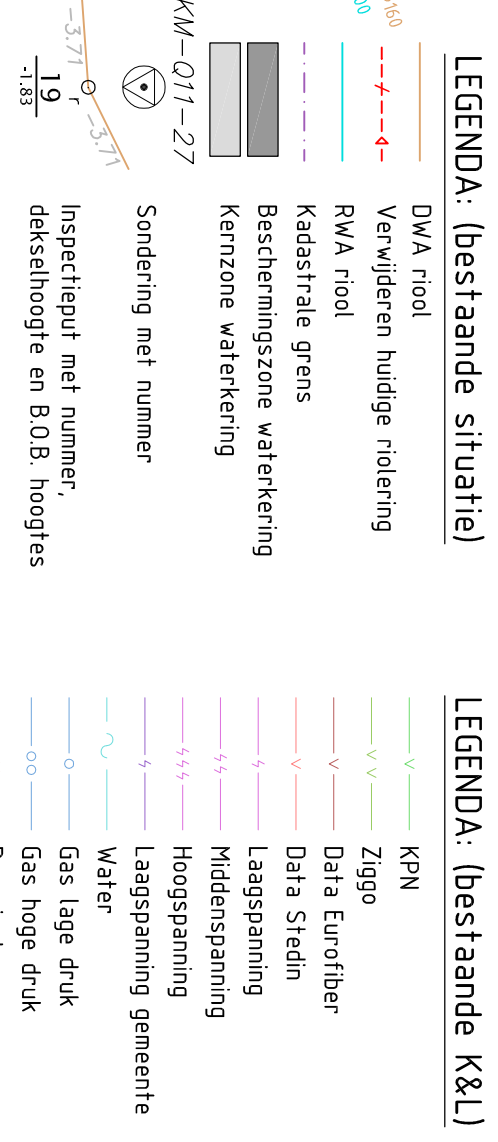 LEGENDA: (bestaande situatie)
DWA riool
Verwijderen huidige riolering
RWA riool
Kadastrale grens
Beschermingszone waterkering
Kernzone waterkering
KM-Q11-27
Sondering met nummer
-3.71
-3.71
r
19
-1.83
Inspectieput met nummer,
dekselhoogte en B.O.B. hoogtes
LEGENDA: (bestaande K&L)
KPN
Ziggo
Data Eurofiber
Data Stedin
Laagspanning
Middenspanning
Hoogspanning
Laagspanning gemeente
Water
Gas lage druk
Gas hoge druk